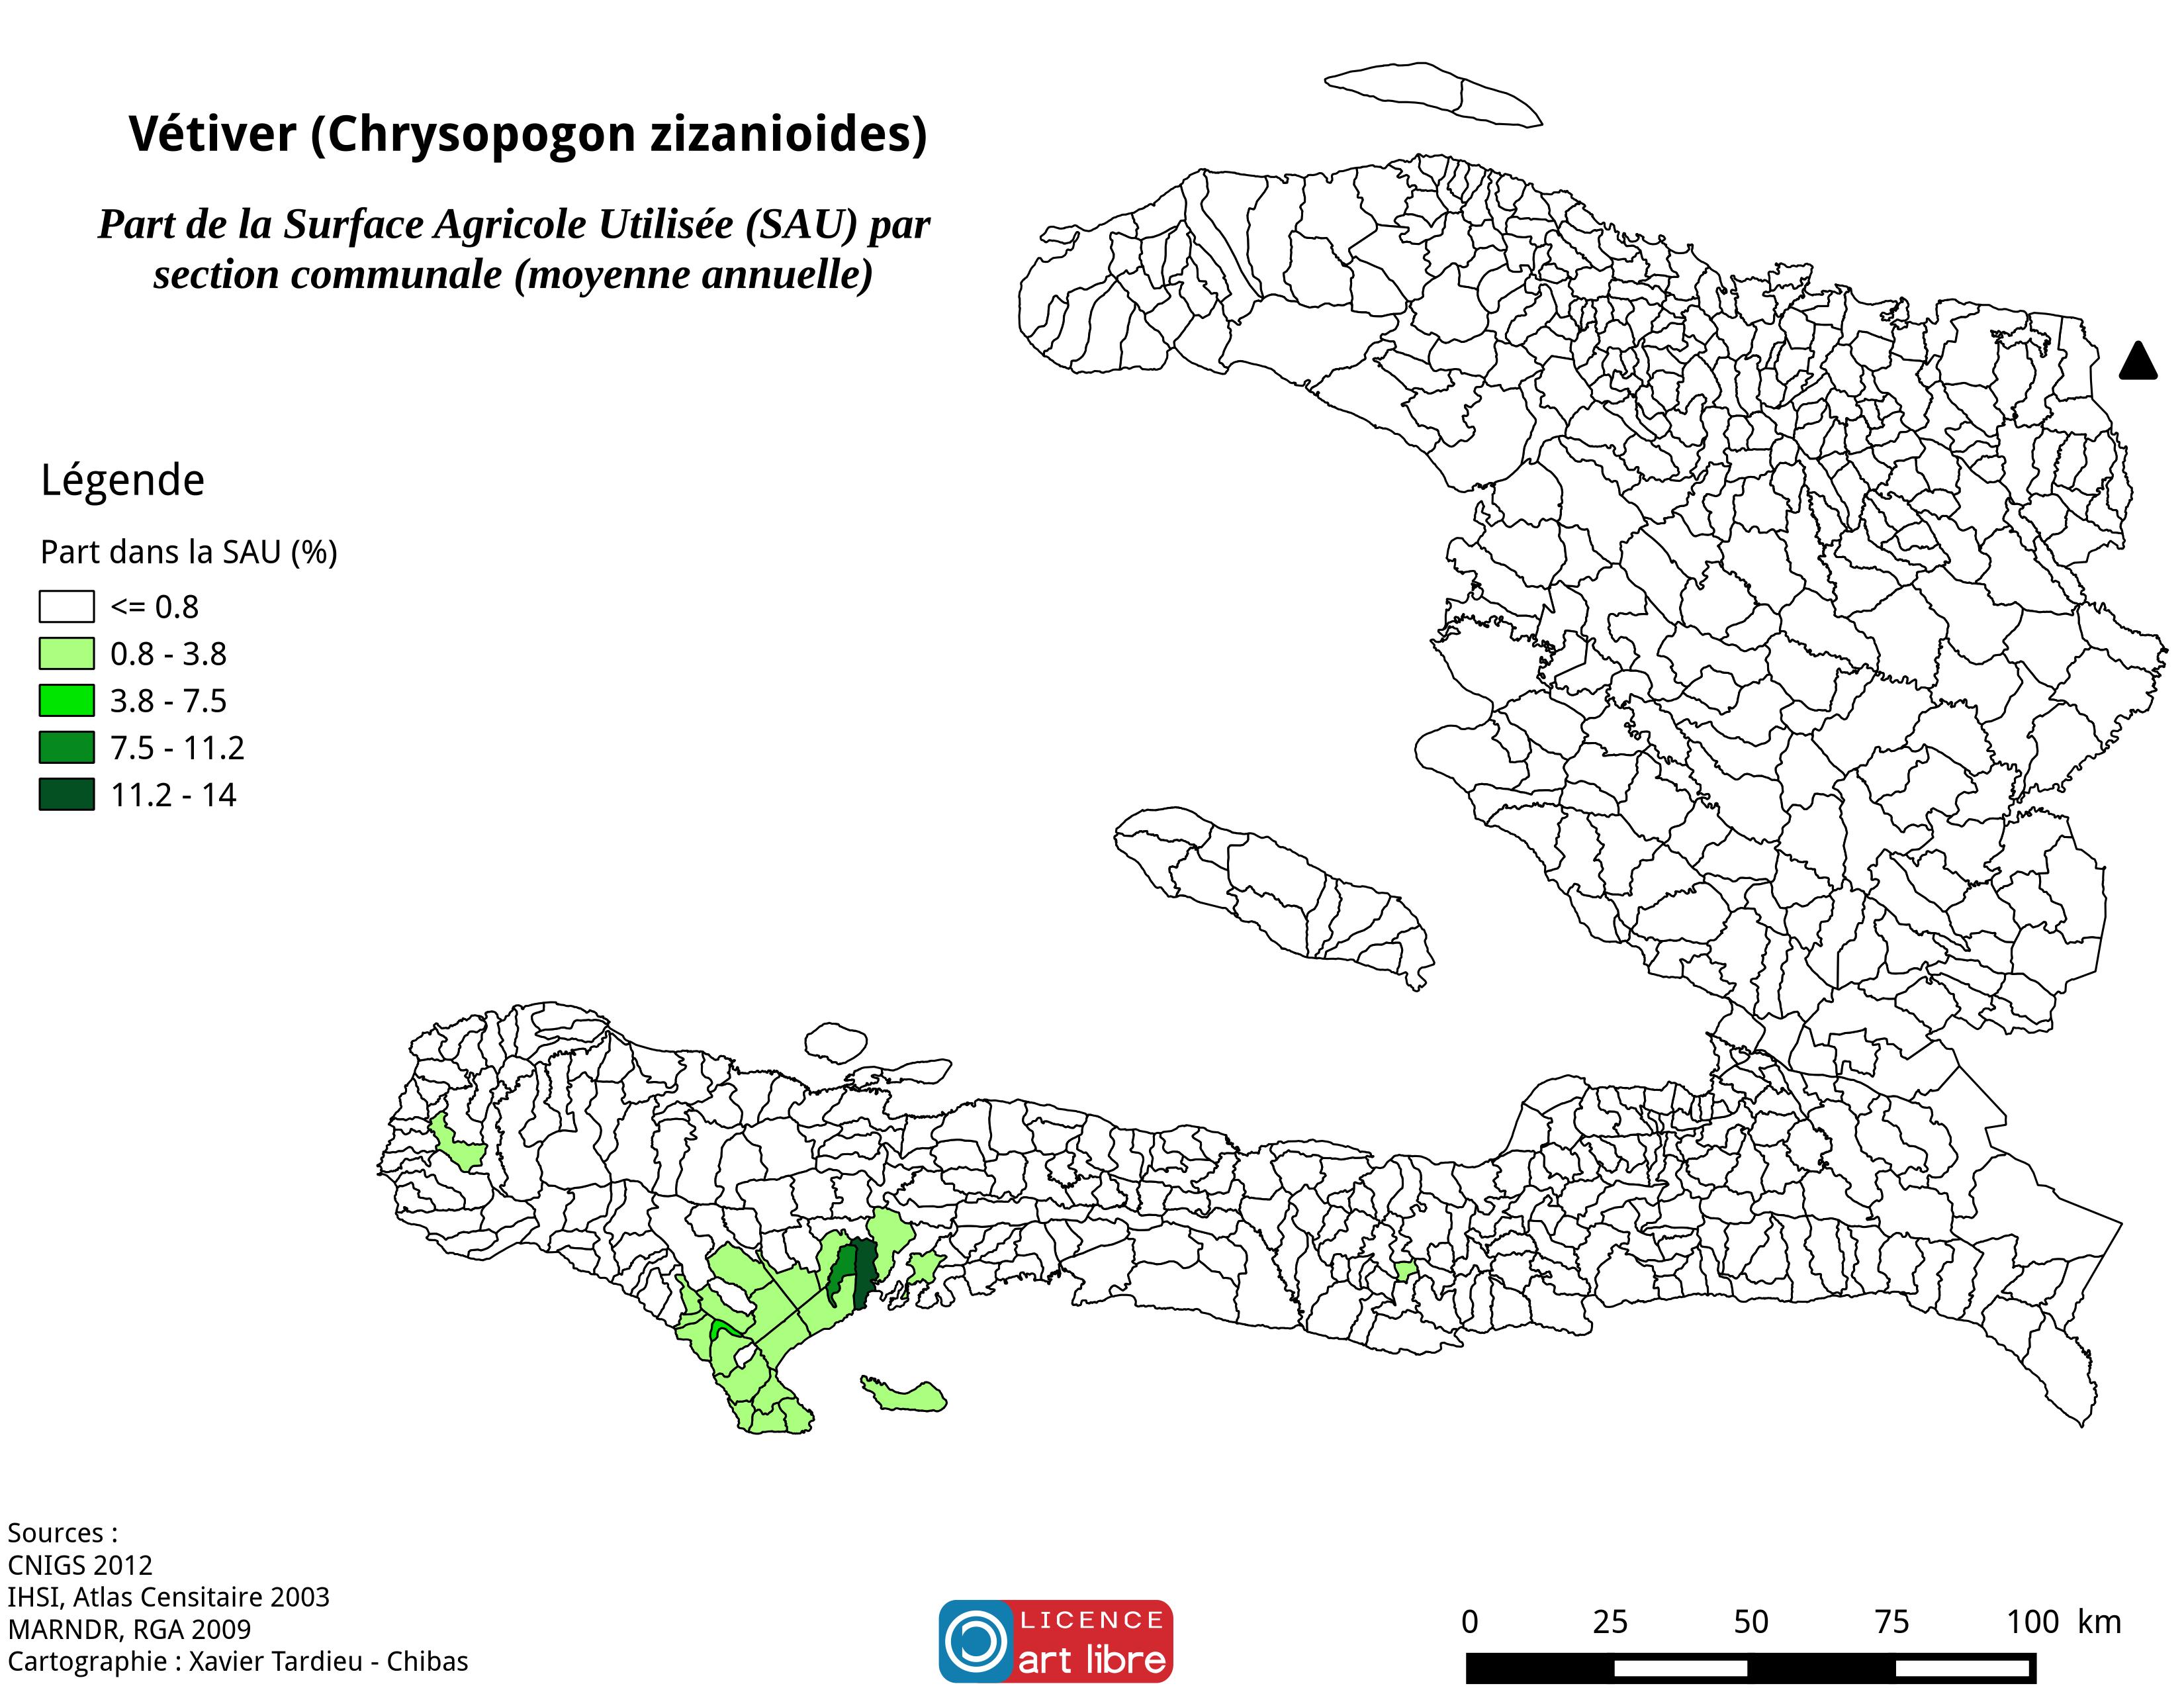 Vétiver (Chrysopogon zizanioides)
Part de la Surface Agricole Utilisée (SAU) par
section communale (moyenne annuelle)
Légende
Part dans la SAU (%)
<= 0.8
0.8 - 3.8
3.8 - 7.5
7.5 - 11.2
11.2 - 14
Sources :
CNIGS 2012
IHSI, Atlas Censitaire 2003
MARNDR, RGA 2009
Cartographie : Xavier Tardieu - Chibas
LICENCE
art libre
0 25 50 75 100 km